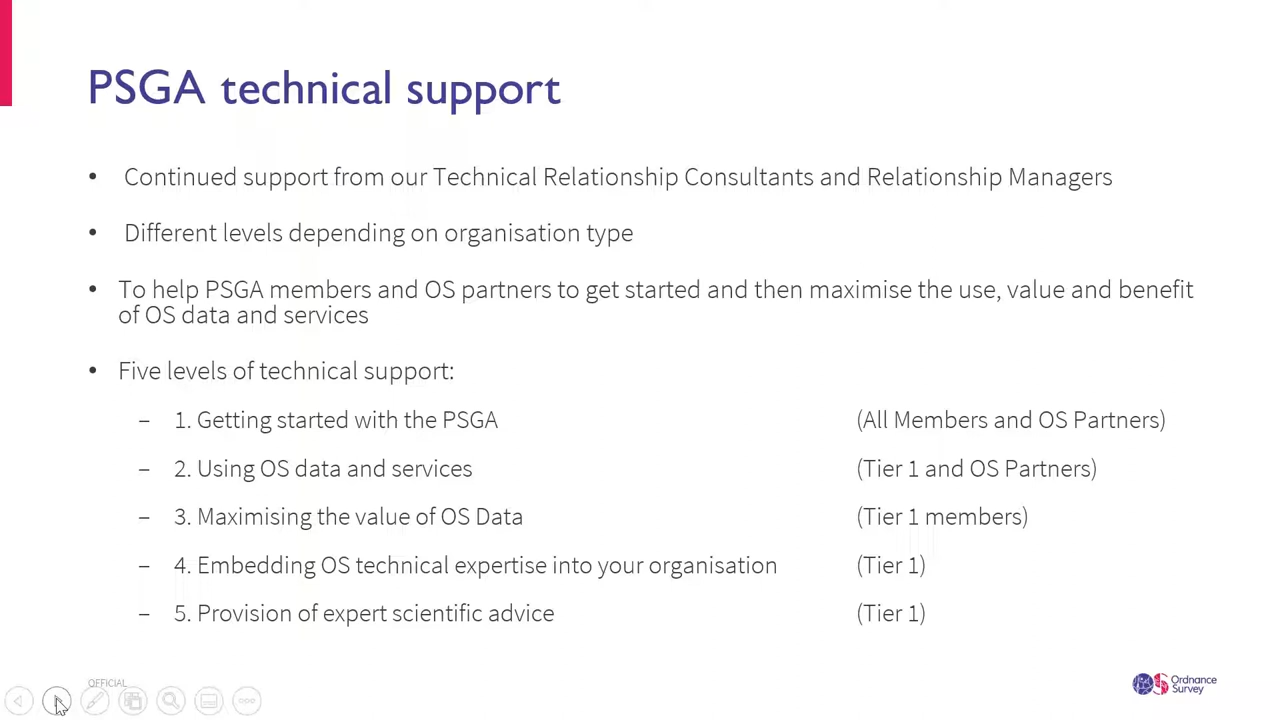 PSGA technical support
• Continued support from our Technical Relationship Consultants and Relationship Managers
• Different levels depending on organisation type
• To help PSGA members and OS partners to get started and then maximise the use, value and benefit
of OS data and services
• Five levels of technical support:
– 1. Getting started with the PSGA (All Members and OS Partners)
– 2. Using OS data and services (Tier 1 and OS Partners)
– 3. Maximising the value of OS Data (Tier 1 members)
– 4. Embedding OS technical expertise into your organisation (Tier 1)
– 5. Provision of expert scientific advice (Tier 1)
OFFICIAL
OS Ordnance
Survey